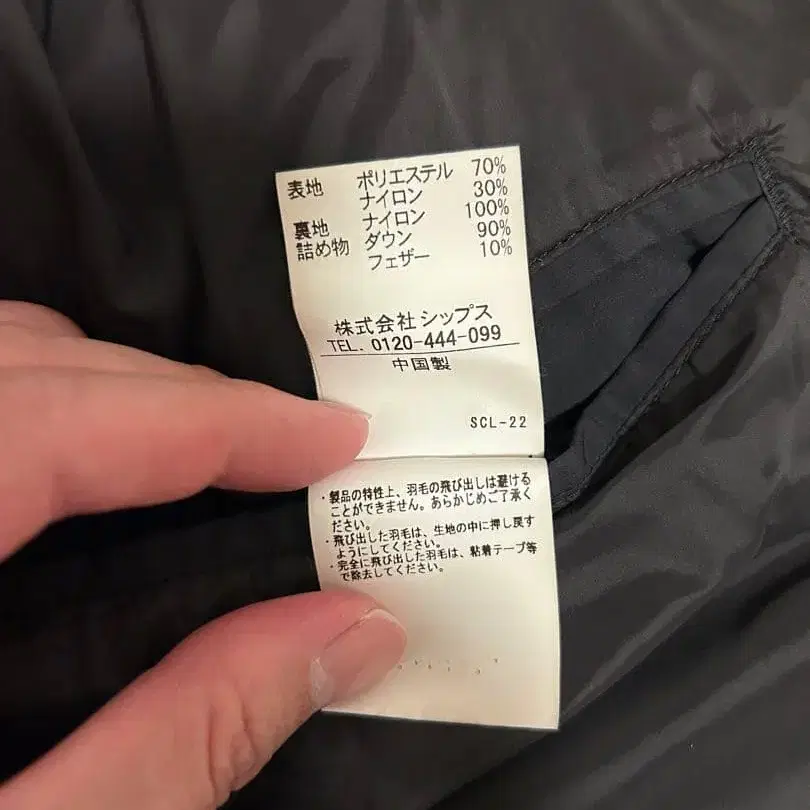 表地 ポリエステル 70%
ナイロン 30%
裏地 ナイロン 100%
詰め物 ダウン 90%
フェザー 10%
株式会社シップス
TEL. 0120-444-099
中国製
SCL-22
・製品の特性上、羽毛の飛び出しは避ける
ことができません。あらかじめご了承く
ださい。
・飛び出した羽毛は、生地の中に押し戻す
ようにしてください。
・完全に飛び出した羽毛は、粘着テープ等
で除去してください。